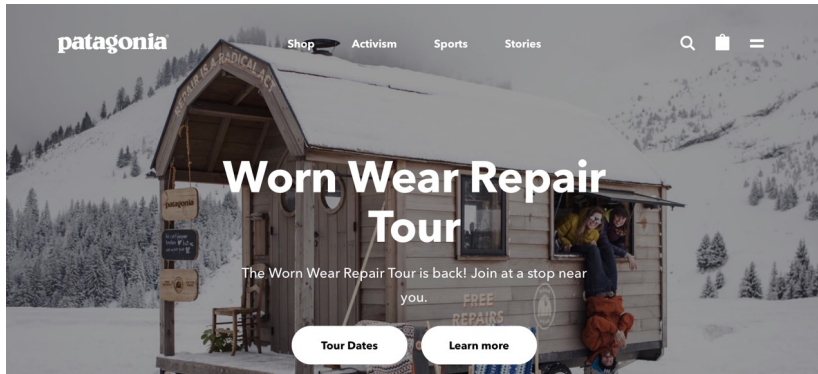 patagonia
Shop Activism Sports Stories
REPAIR IS A RADICAL ACT
Worn Wear Repair
Tour
patagonia
The Worn Wear Repair Tour is back! Join at a stop near
you.
FREE
REPAIRS
Tour Dates Learn more